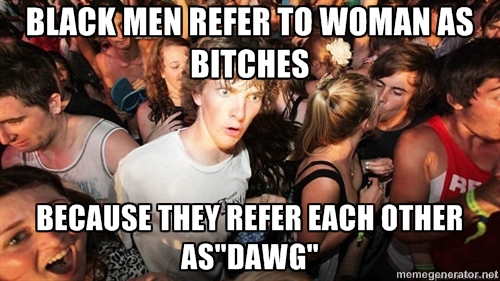 BLACK MEN REFER TO WOMAN AS
BITCHES
BECAUSE THEY REFER EACH OTHER
AS"DAWG"
memegenerator.net